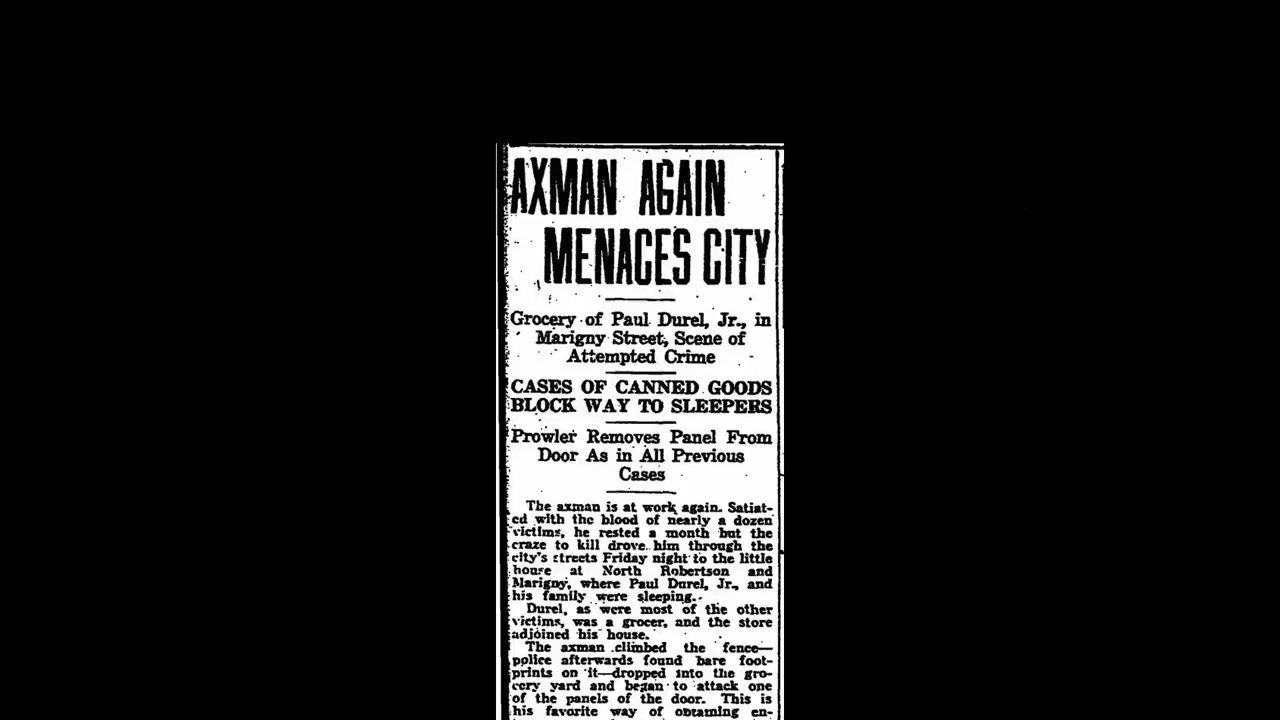 AXMAN AGAIN
MENACES CITY
Grocery of Paul Durel, Jr., in
Marigny Street, Scene of
Attempted Crime
CASES OF CANNED GOODS
BLOCK WAY TO SLEEPERS
Prowler Removes Panel From
Door As in All Previous
Cases
The axman is at work again. Satiat-
ed with the blood of nearly a dozen
victims, he rested a month but the
craze to kill drove him through the
city's streets Friday night to the little
house at North Robertson and
Marigny, where Paul Durel, Jr., and
his family were sleeping.
Durel, as were most of the other
victims, was a grocer, and the store
adjoined his house.
The axman climbed the fence—
police afterwards found bare foot-
prints on it—dropped into the gro-
cery yard and began to attack one
of the panels of the door. This is
his favorite way of obtaining en-